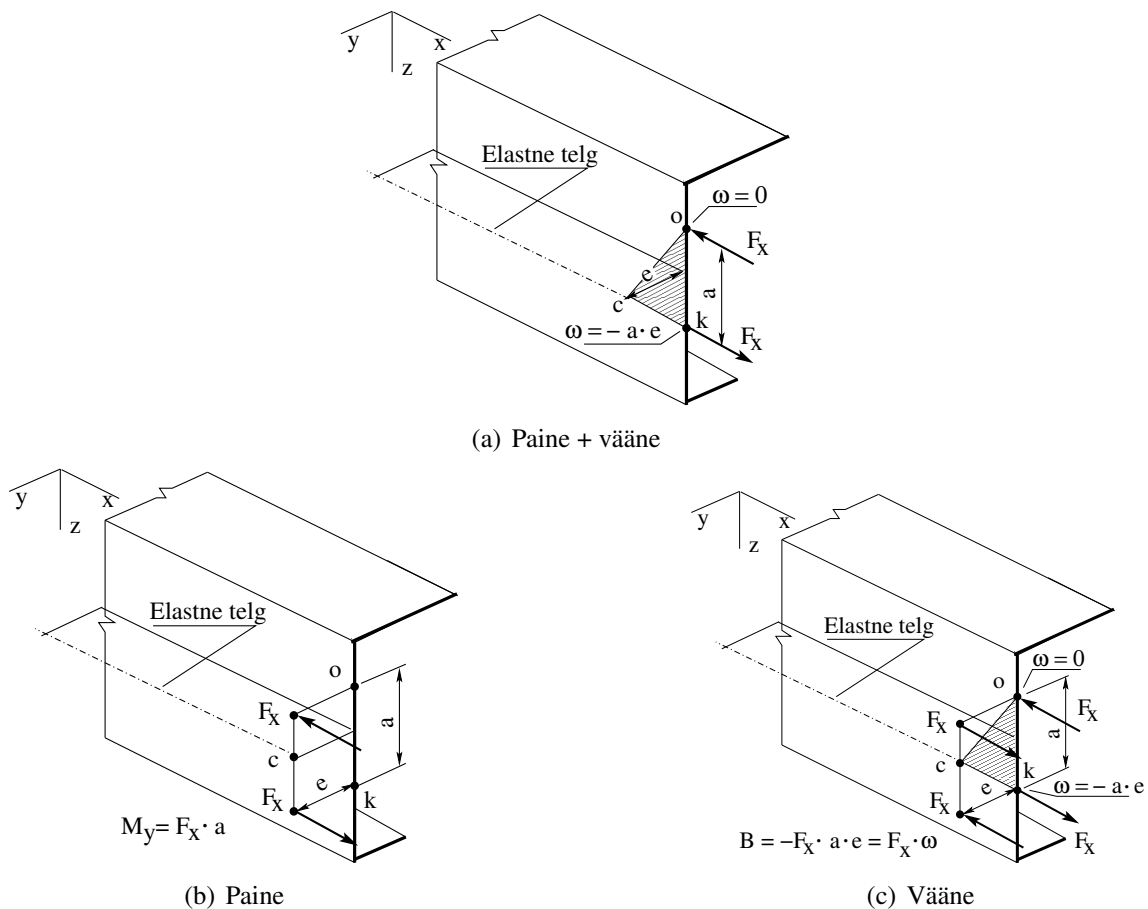 y
x
z
Elastne telg
ω = 0
o
F_x
e
a
c
k
ω = − a · e
F_x
(a) Paine + vääne
y
x
z
Elastne telg
o
F_x
a
c
e
F_x
k
M_y = F_x · a
(b) Paine
y
x
z
Elastne telg
ω = 0
o
F_x
F_x
a
c
k
e
ω = − a · e
F_x
B = −F_x · a · e = F_x · ω
F_x
(c) Vääne